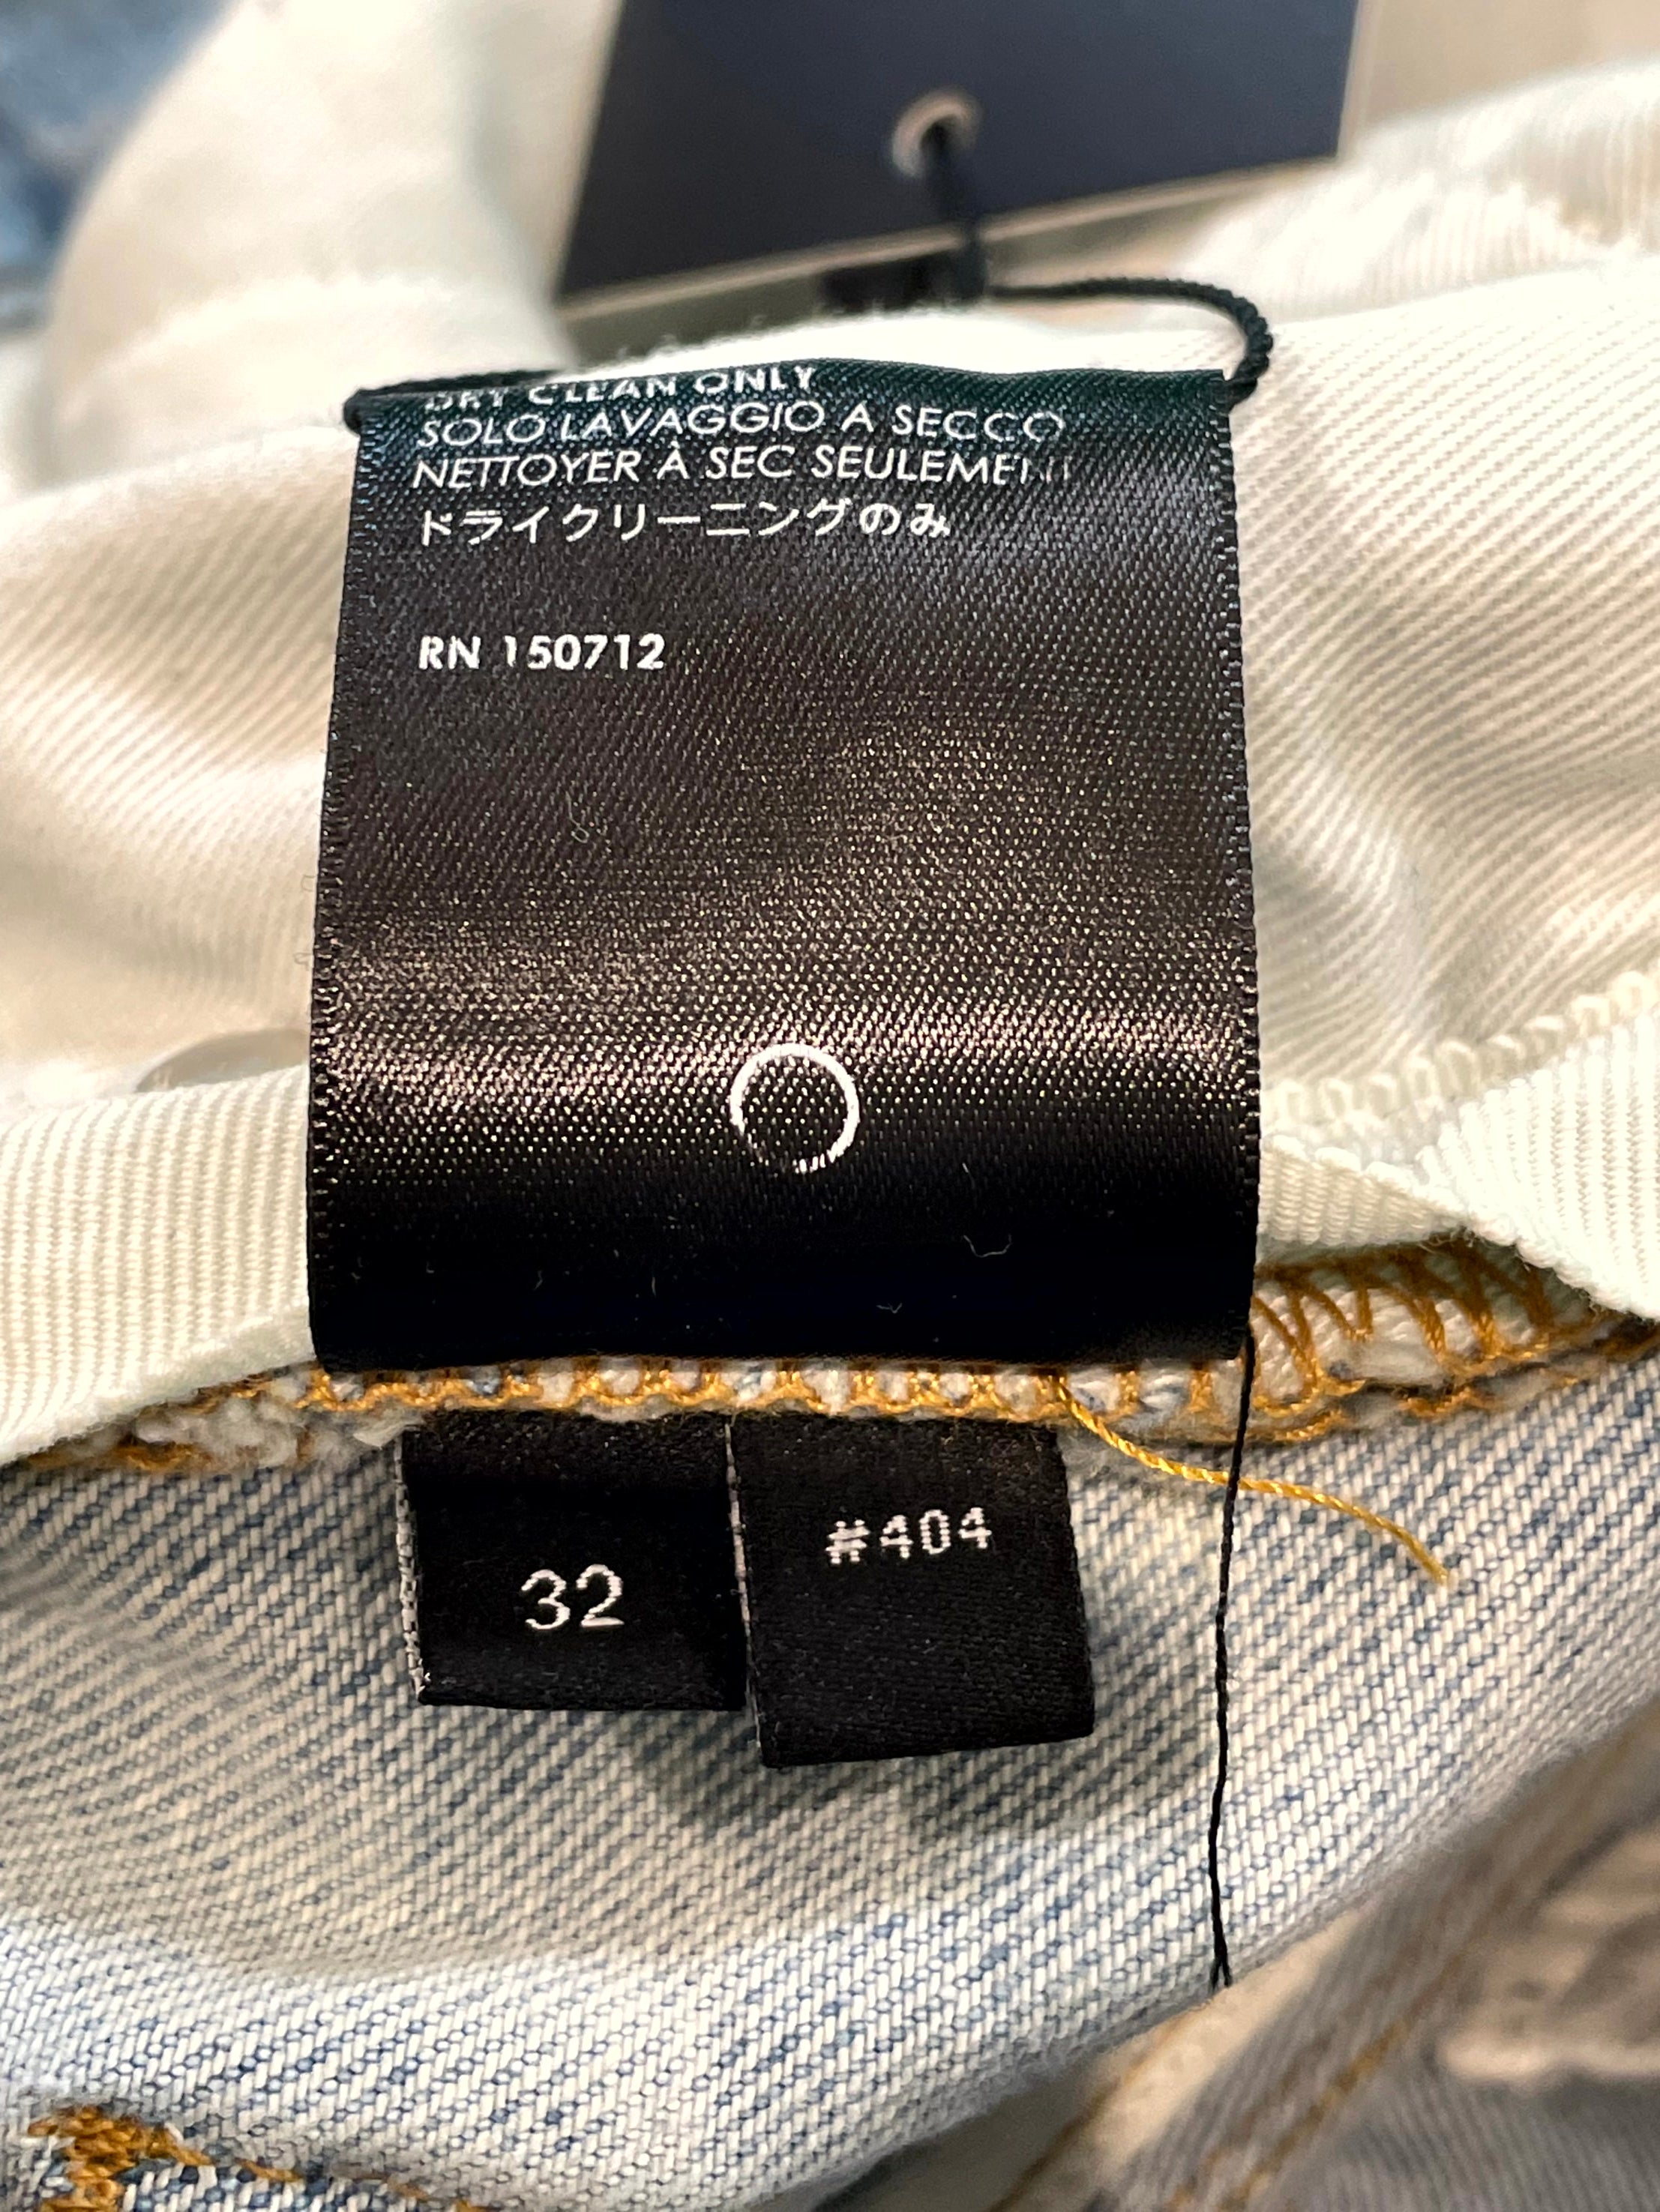 DRY CLEAN ONLY
SOLO LAVAGGIO A SECCO
NETTOYER À SEC SEULEMENT
ドライクリーニングのみ
RN 150712
32
#404